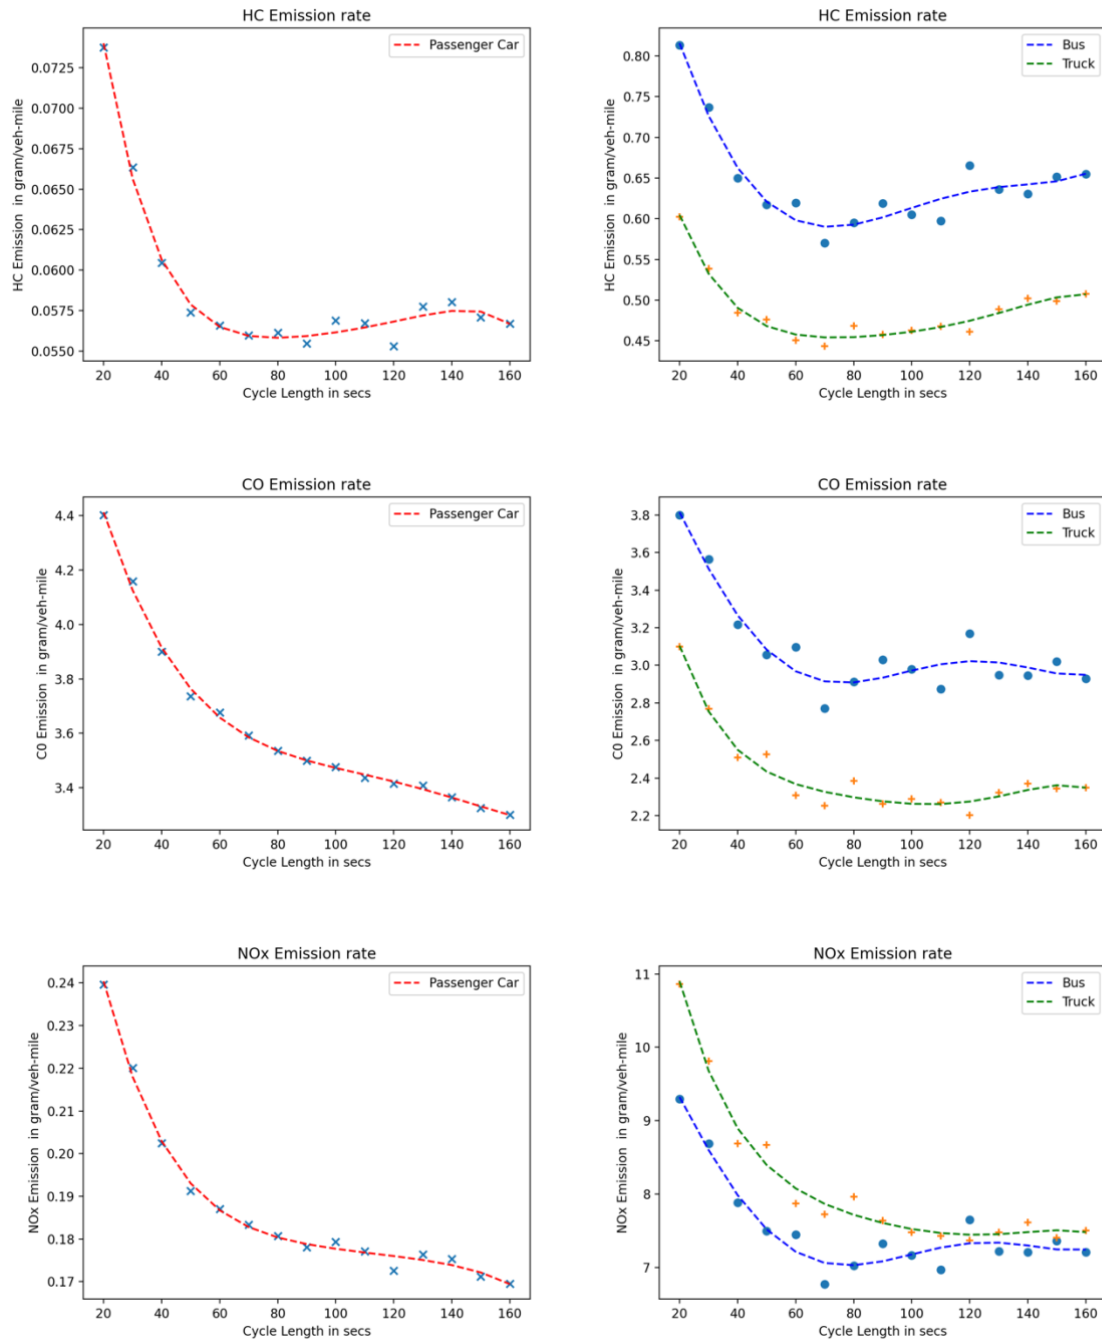 HC Emission rate
HC Emission in gram/veh-mile
0.0725
0.0700
0.0675
0.0650
0.0625
0.0600
0.0575
0.0550
Passenger Car
20 40 60 80 100 120 140 160
Cycle Length in secs
HC Emission rate
HC Emission in gram/veh-mile
0.80
0.75
0.70
0.65
0.60
0.55
0.50
0.45
Bus
Truck
20 40 60 80 100 120 140 160
Cycle Length in secs
CO Emission rate
C0 Emission in gram/veh-mile
4.4
4.2
4.0
3.8
3.6
3.4
Passenger Car
20 40 60 80 100 120 140 160
Cycle Length in secs
CO Emission rate
C0 Emission in gram/veh-mile
3.8
3.6
3.4
3.2
3.0
2.8
2.6
2.4
2.2
Bus
Truck
20 40 60 80 100 120 140 160
Cycle Length in secs
NOx Emission rate
NOx Emission in gram/veh-mile
0.24
0.23
0.22
0.21
0.20
0.19
0.18
0.17
Passenger Car
20 40 60 80 100 120 140 160
Cycle Length in secs
NOx Emission rate
NOx Emission in gram/veh-mile
11
10
9
8
7
Bus
Truck
20 40 60 80 100 120 140 160
Cycle Length in secs